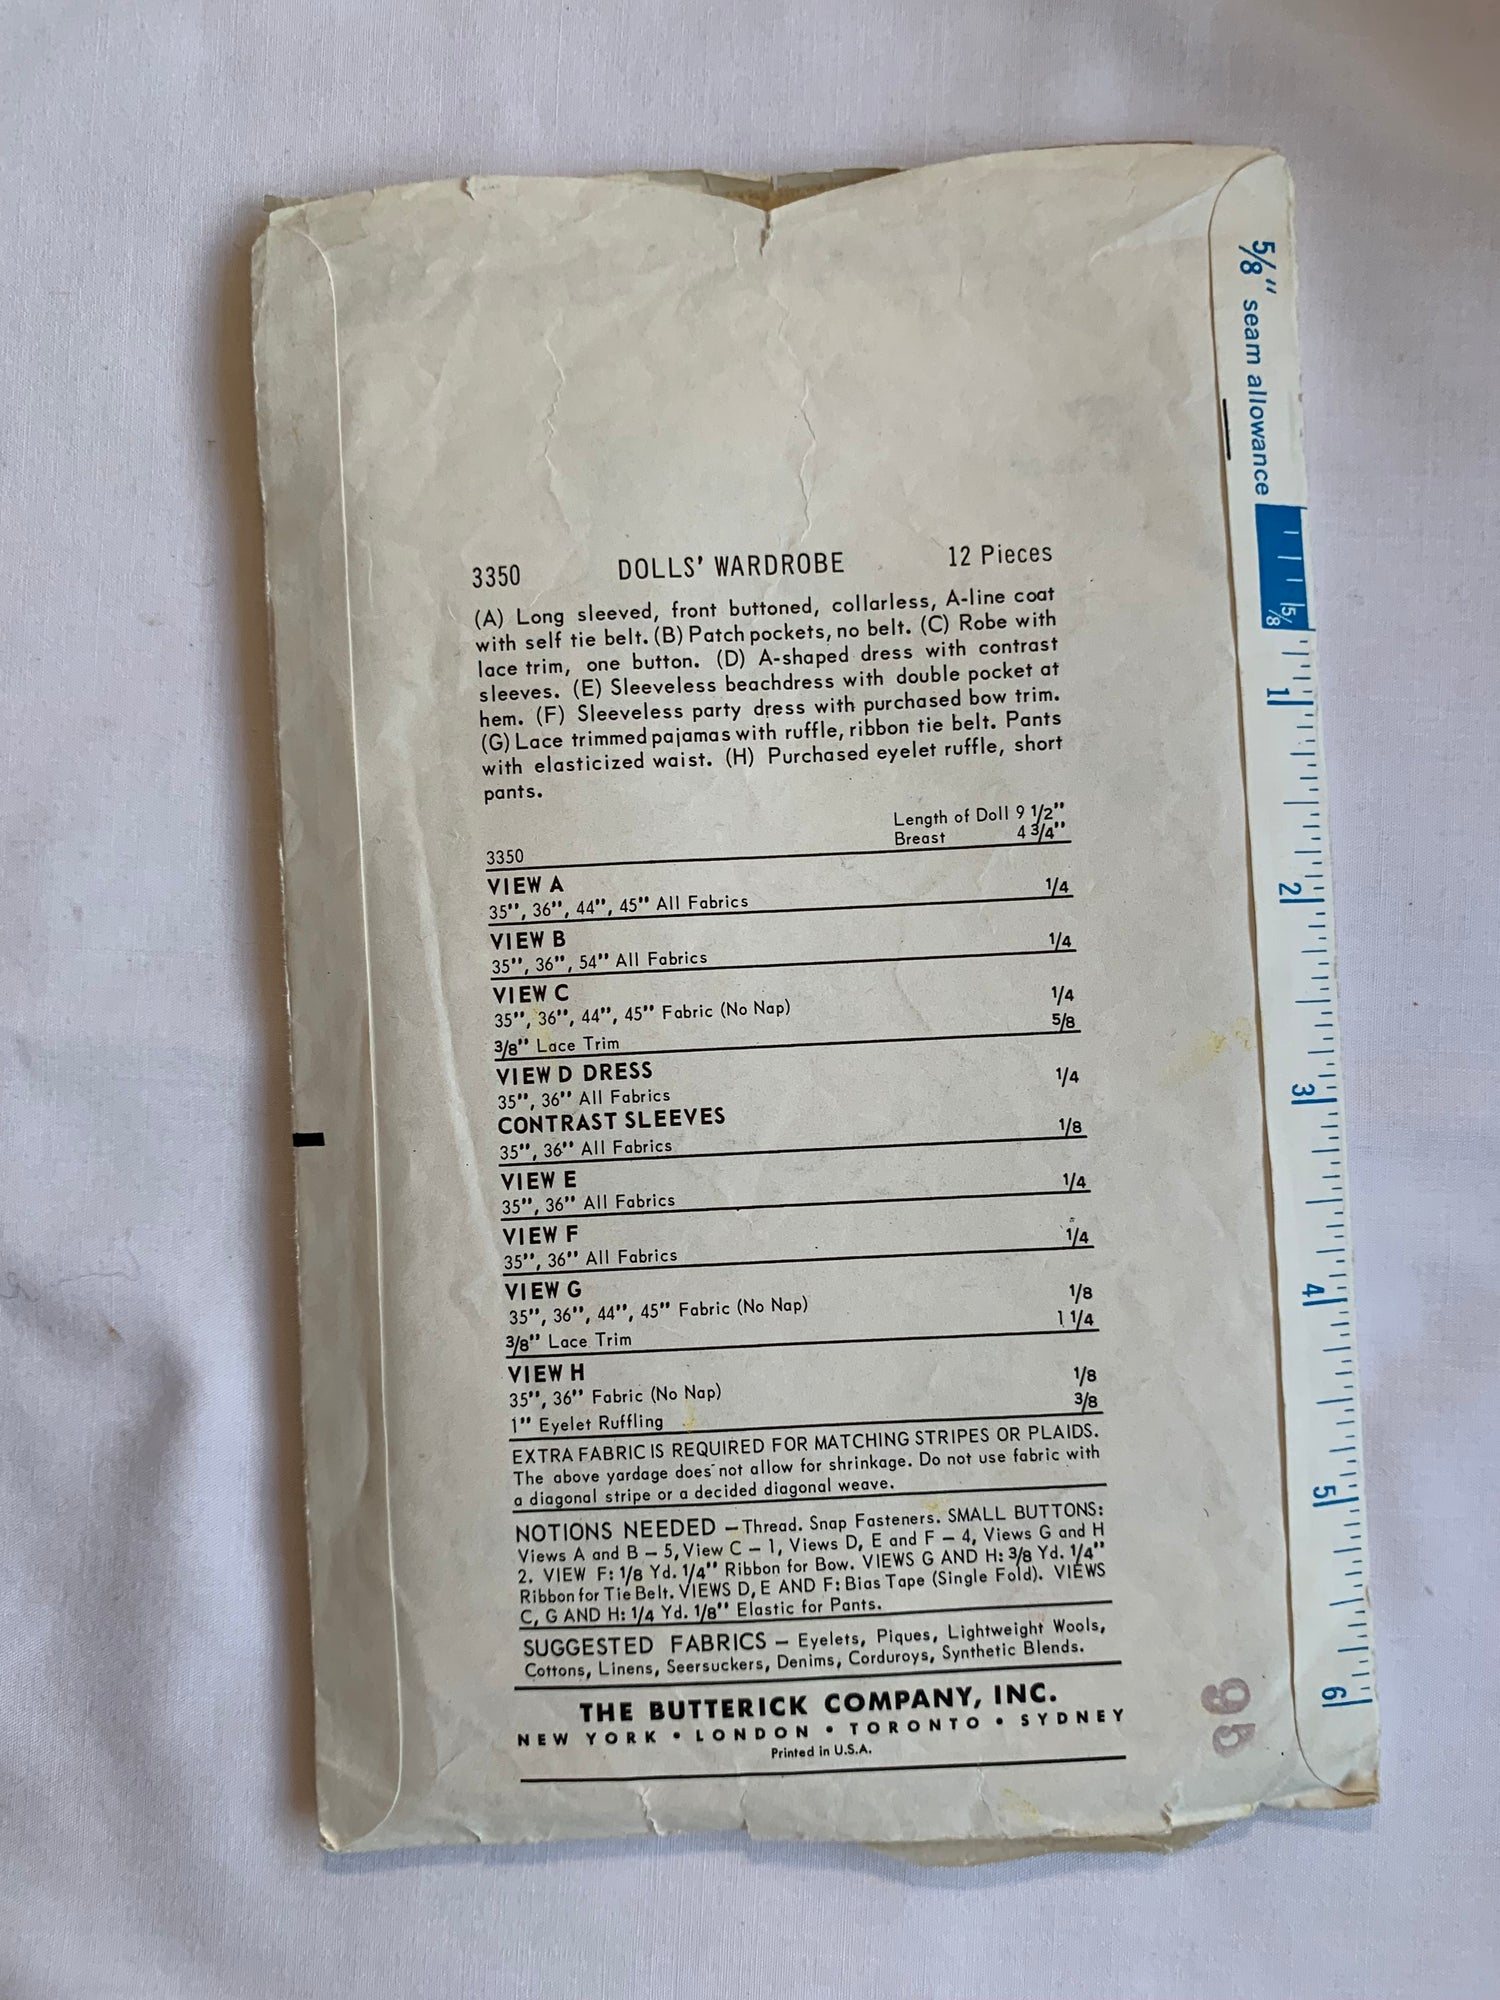 3350 DOLLS' WARDROBE 12 Pieces
(A) Long sleeved, front buttoned, collarless, A-line coat
with self tie belt. (B) Patch pockets, no belt. (C) Robe with
lace trim, one button. (D) A-shaped dress with contrast
sleeves. (E) Sleeveless beachdress with double pocket at
hem. (F) Sleeveless party dress with purchased bow trim.
(G) Lace trimmed pajamas with ruffle, ribbon tie belt. Pants
with elasticized waist. (H) Purchased eyelet ruffle, short
pants.
Length of Doll 9 1/2"
Breast 4 3/4"
3350
VIEW A
35", 36", 44", 45" All Fabrics 1/4
VIEW B
35", 36", 54" All Fabrics 1/4
VIEW C
35", 36", 44", 45" Fabric (No Nap) 1/4
3/8" Lace Trim 5/8
VIEW D DRESS
35", 36" All Fabrics 1/4
CONTRAST SLEEVES
35", 36" All Fabrics 1/8
VIEW E
35", 36" All Fabrics 1/4
VIEW F
35", 36" All Fabrics 1/4
VIEW G
35", 36", 44", 45" Fabric (No Nap) 1/8
3/8" Lace Trim 1 1/4
VIEW H
35", 36" Fabric (No Nap) 1/8
1" Eyelet Ruffling 3/8
EXTRA FABRIC IS REQUIRED FOR MATCHING STRIPES OR PLAIDS.
The above yardage does not allow for shrinkage. Do not use fabric with
a diagonal stripe or a decided diagonal weave.
NOTIONS NEEDED – Thread. Snap Fasteners. SMALL BUTTONS:
Views A and B – 5, View C – 1, Views D, E and F – 4, Views G and H
2. VIEW F: 1/8 Yd. 1/4" Ribbon for Bow. VIEWS G AND H: 3/8 Yd. 1/4"
Ribbon for Tie Belt. VIEWS D, E AND F: Bias Tape (Single Fold). VIEWS
C, G AND H: 1/4 Yd. 1/8" Elastic for Pants.
SUGGESTED FABRICS – Eyelets, Piques, Lightweight Wools,
Cottons, Linens, Seersuckers, Denims, Corduroys, Synthetic Blends.
THE BUTTERICK COMPANY, INC.
NEW YORK • LONDON • TORONTO • SYDNEY
Printed in U.S.A.
5/8" seam allowance
5/8
1
2
3
4
5
6